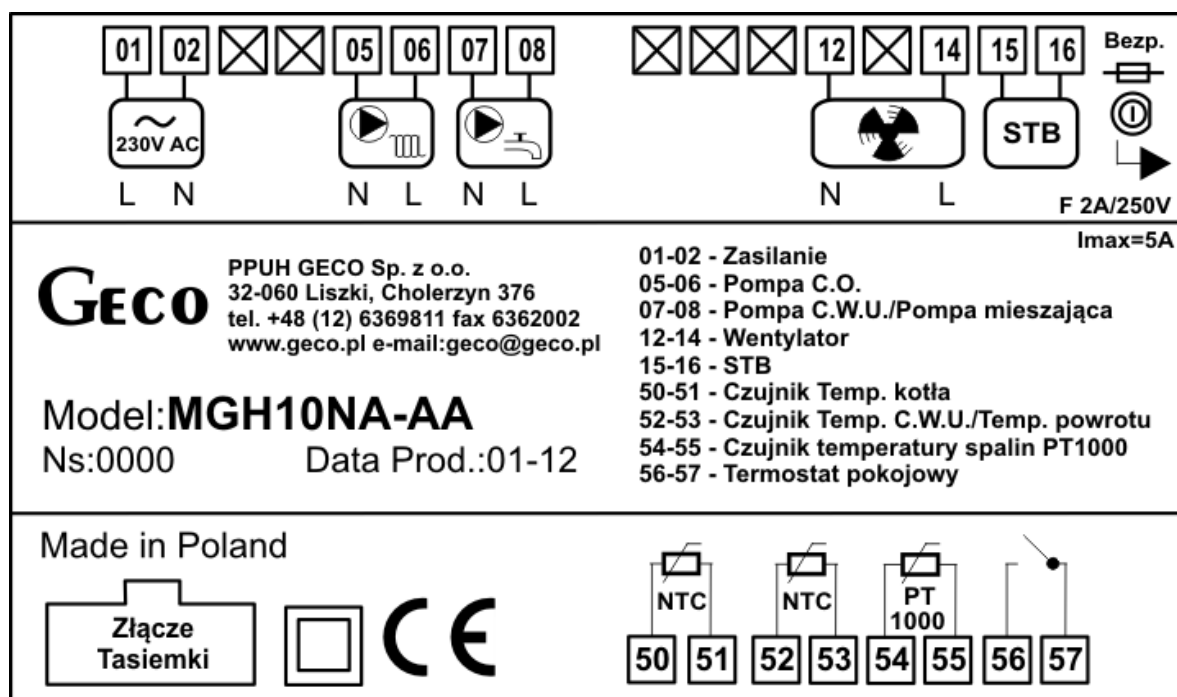 01 02 05 06 07 08 12 14 15 16 Bezp.
230V AC
STB
L N N L N L N L
F 2A/250V
Imax=5A
GECO
PPUH GECO Sp. z o.o.
32-060 Liszki, Cholerzyn 376
tel. +48 (12) 6369811 fax 6362002
www.geco.pl e-mail:geco@geco.pl
Model:MGH10NA-AA
Ns:0000 Data Prod.:01-12
01-02 - Zasilanie
05-06 - Pompa C.O.
07-08 - Pompa C.W.U./Pompa mieszająca
12-14 - Wentylator
15-16 - STB
50-51 - Czujnik Temp. kotła
52-53 - Czujnik Temp. C.W.U./Temp. powrotu
54-55 - Czujnik temperatury spalin PT1000
56-57 - Termostat pokojowy
Made in Poland
Złącze
Tasiemki
CE
NTC NTC PT
1000
50 51 52 53 54 55 56 57